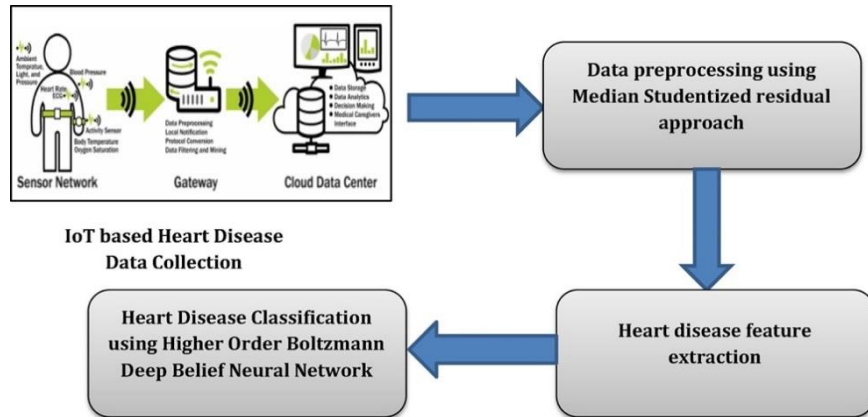 Ambient
Tempratue,
Light, and
Pressure
Blood Pressure
Heart Rate
ECG
Activity Sensor
Body Temperature
Oxygen Saturation
Sensor Network
Data Preprocessing
Local Notification
Protocol Conversion
Data Filtering and Mining
Gateway
Data Storage
Data Analytics
Decision Making
Medical Caregivers
Interface
Cloud Data Center
IoT based Heart Disease
Data Collection
Data preprocessing using
Median Studentized residual
approach
Heart disease feature
extraction
Heart Disease Classification
using Higher Order Boltzmann
Deep Belief Neural Network